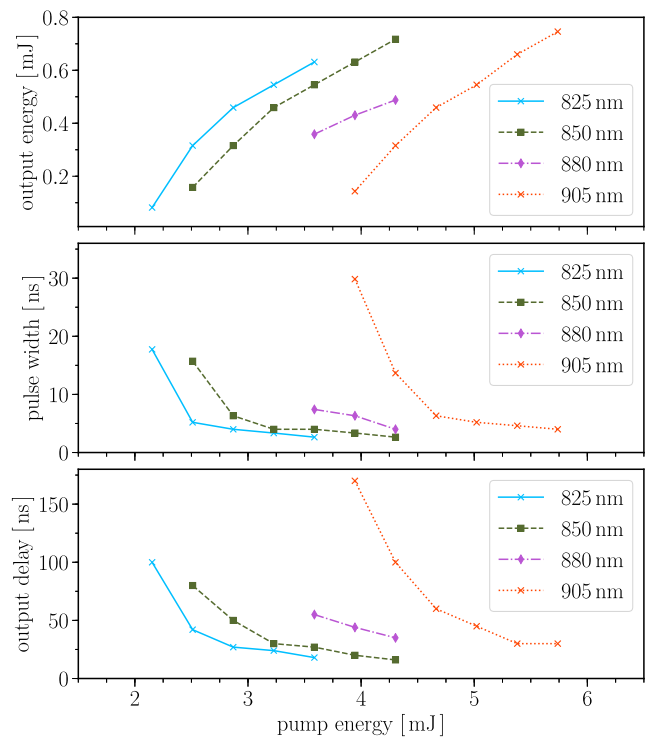 0.8
0.6
0.4
0.2
output energy [mJ]
825 nm
850 nm
880 nm
905 nm
30
20
10
0
pulse width [ns]
825 nm
850 nm
880 nm
905 nm
150
100
50
0
output delay [ns]
825 nm
850 nm
880 nm
905 nm
2 3 4 5 6
pump energy [mJ]